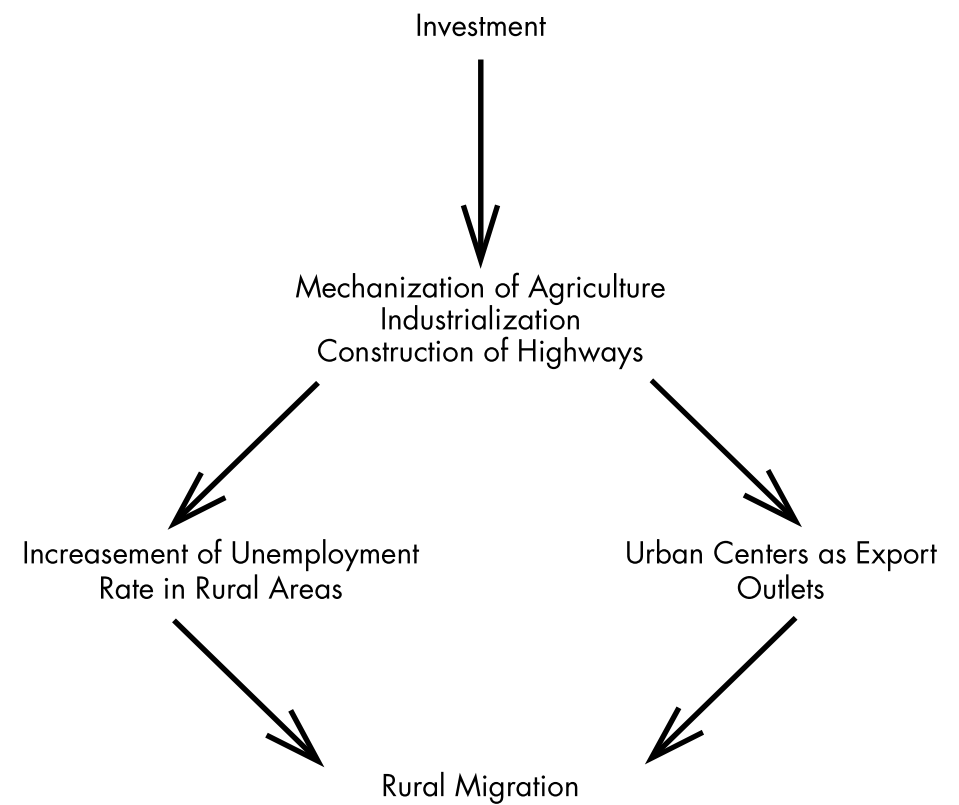 Investment
Mechanization of Agriculture
Industrialization
Construction of Highways
Increasement of Unemployment
Rate in Rural Areas
Urban Centers as Export
Outlets
Rural Migration